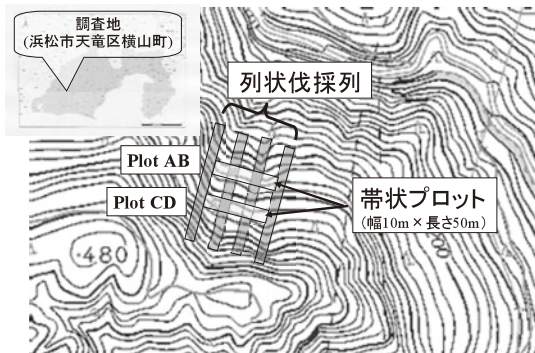 調査地
(浜松市天竜区横山町)
列状伐採列
Plot AB
Plot CD
帯状プロット
(幅10m×長さ50m)
・480